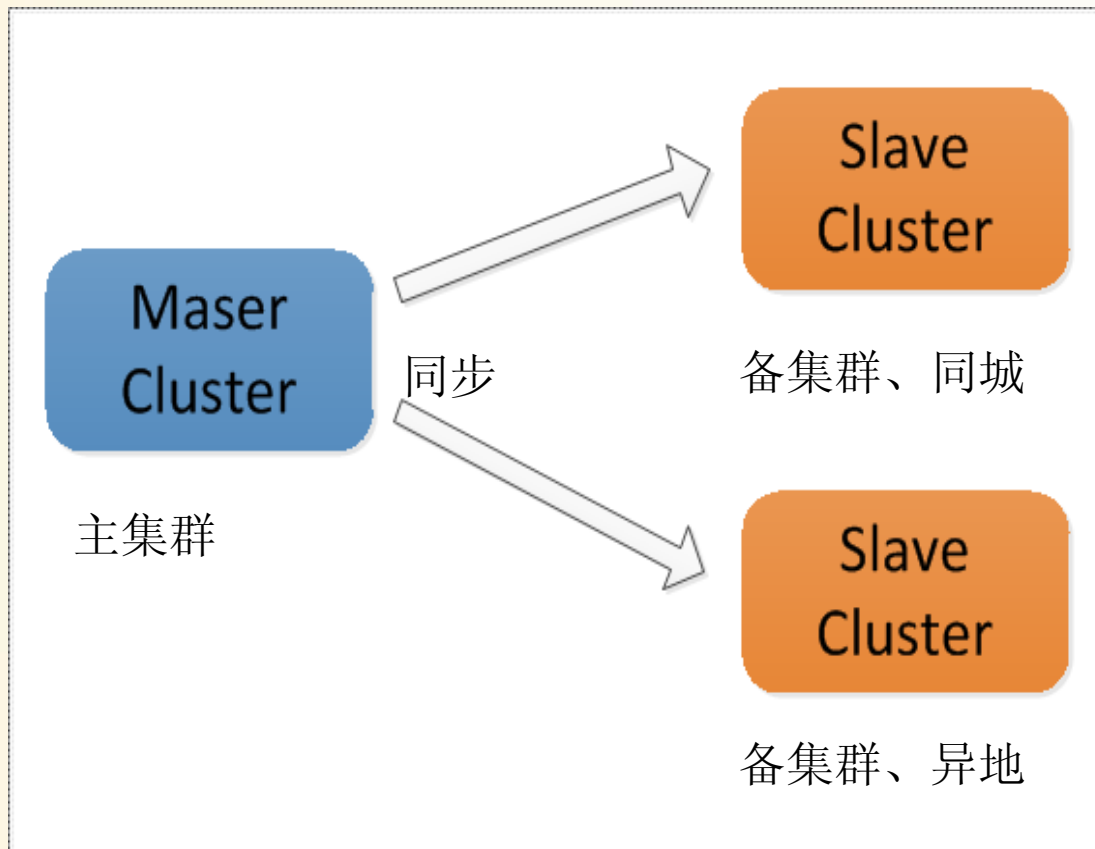 Maser
Cluster
主集群
同步
Slave
Cluster
备集群、同城
Slave
Cluster
备集群、异地